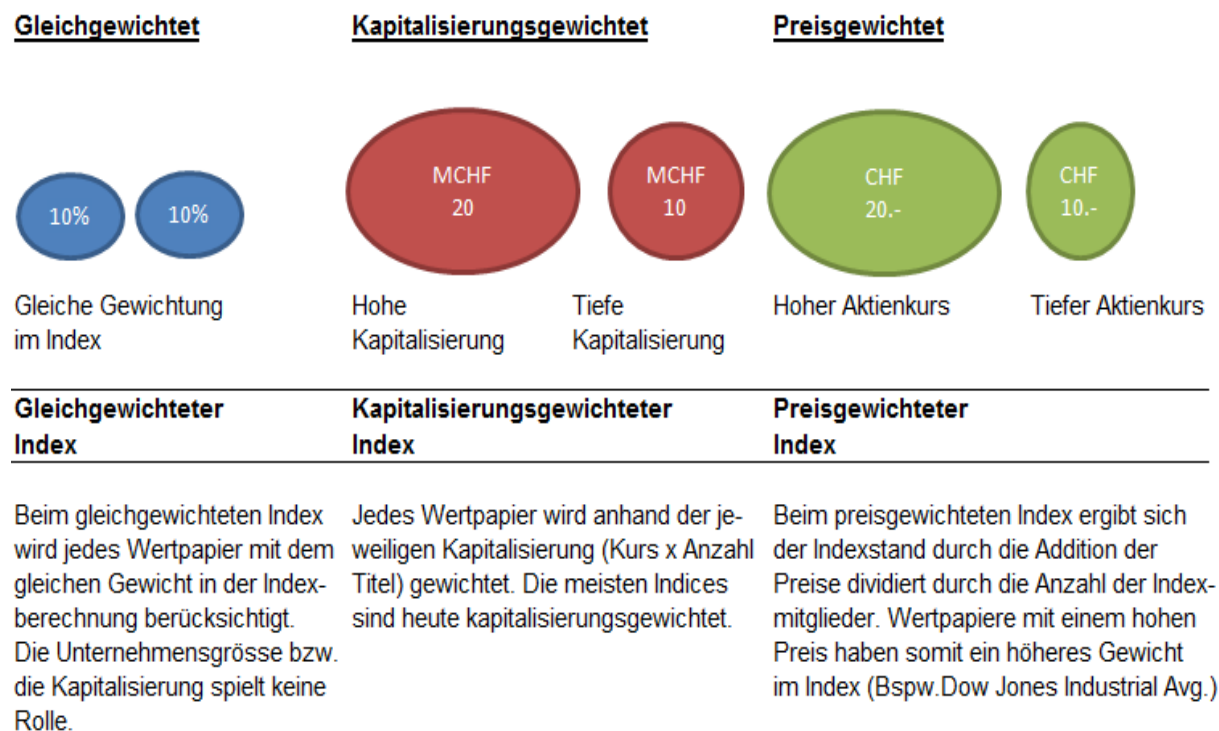 Gleichgewichtet
Kapitalisierungsgewichtet
Preisgewichtet
10%
10%
MCHF
20
MCHF
10
CHF
20.-
CHF
10.-
Gleiche Gewichtung
im Index
Hohe
Kapitalisierung
Tiefe
Kapitalisierung
Hoher Aktienkurs
Tiefer Aktienkurs
Gleichgewichteter
Index
Kapitalisierungsgewichteter
Index
Preisgewichteter
Index
Beim gleichgewichteten Index
wird jedes Wertpapier mit dem
gleichen Gewicht in der Index-
berechnung berücksichtigt.
Die Unternehmensgrösse bzw.
die Kapitalisierung spielt keine
Rolle.
Jedes Wertpapier wird anhand der je-
weiligen Kapitalisierung (Kurs x Anzahl
Titel) gewichtet. Die meisten Indices
sind heute kapitalisierungsgewichtet.
Beim preisgewichteten Index ergibt sich
der Indexstand durch die Addition der
Preise dividiert durch die Anzahl der Index-
mitglieder. Wertpapiere mit einem hohen
Preis haben somit ein höheres Gewicht
im Index (Bspw.Dow Jones Industrial Avg.)